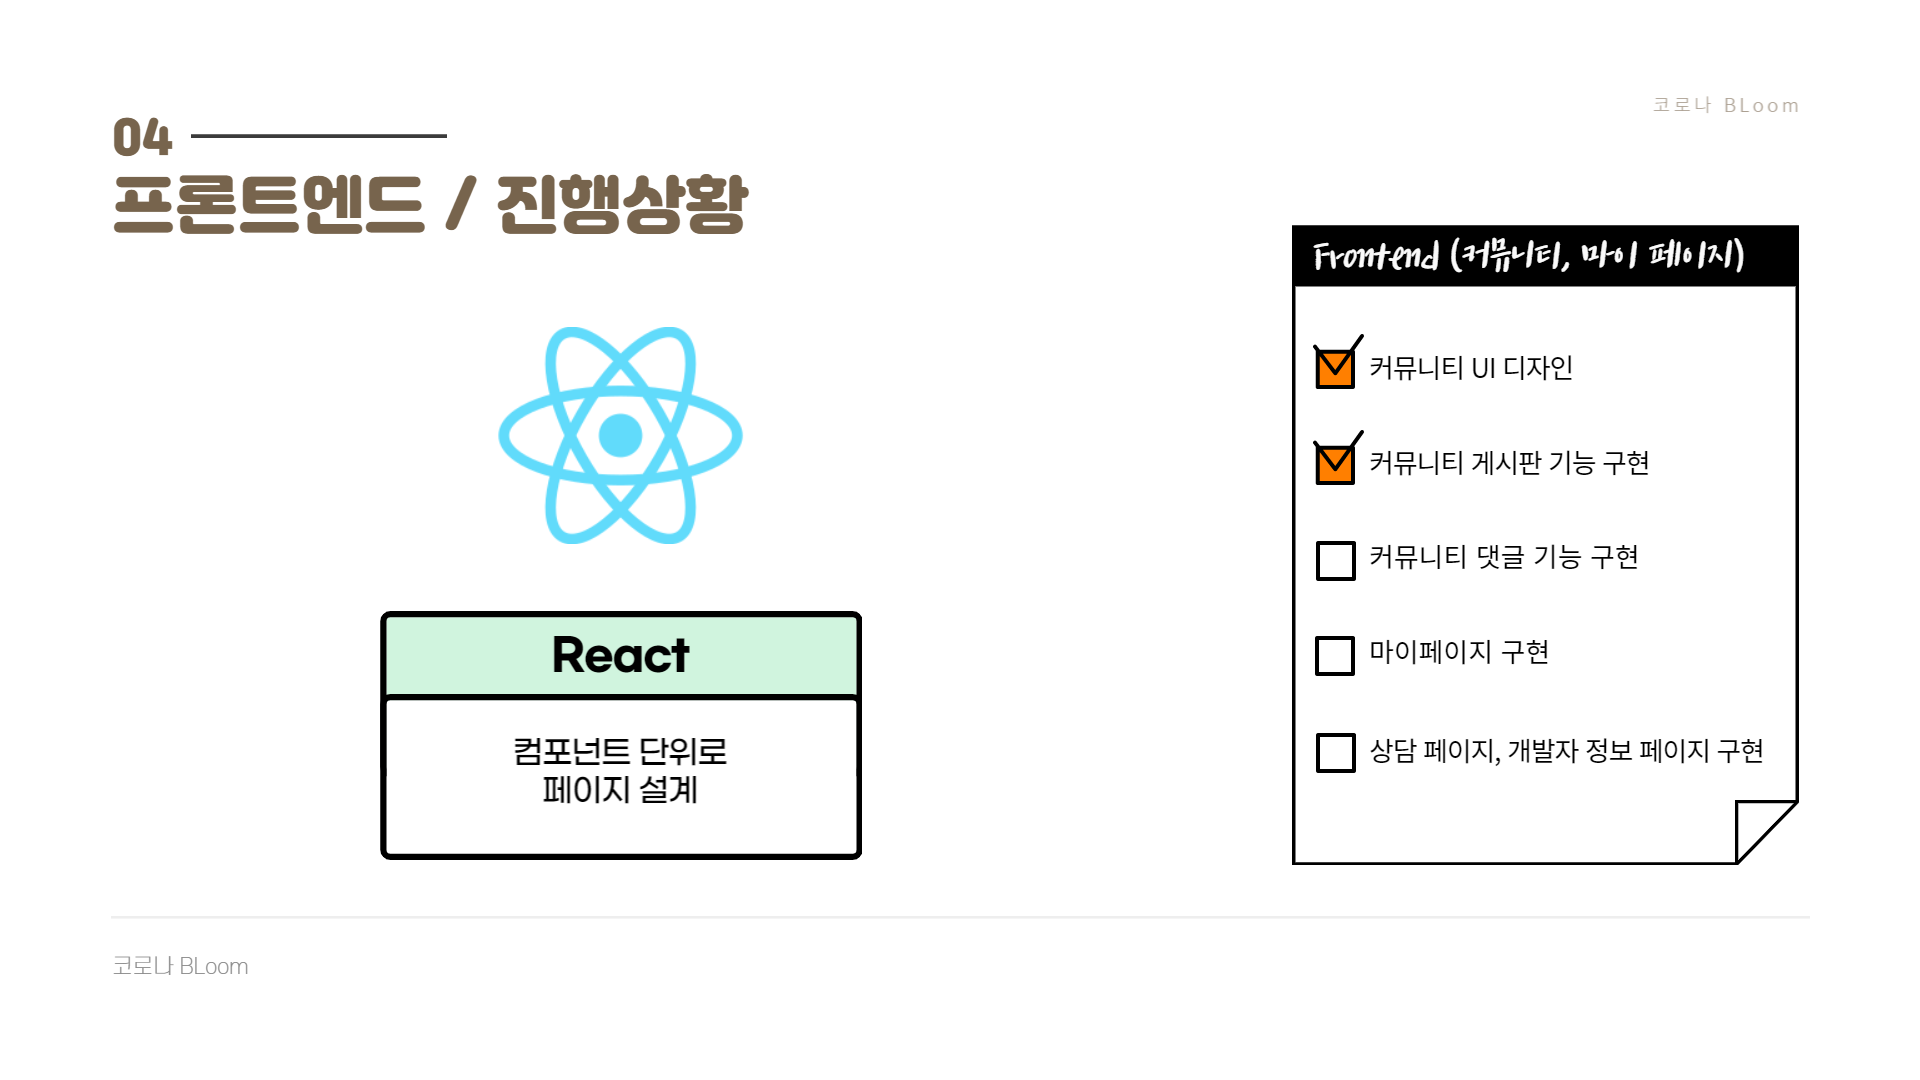 코로나 BLoom
04
프론트엔드 / 진행상황
React
컴포넌트 단위로
페이지 설계
Frontend (커뮤니티, 마이 페이지)
커뮤니티 UI 디자인
커뮤니티 게시판 기능 구현
커뮤니티 댓글 기능 구현
마이페이지 구현
상담 페이지, 개발자 정보 페이지 구현
코로나 BLoom